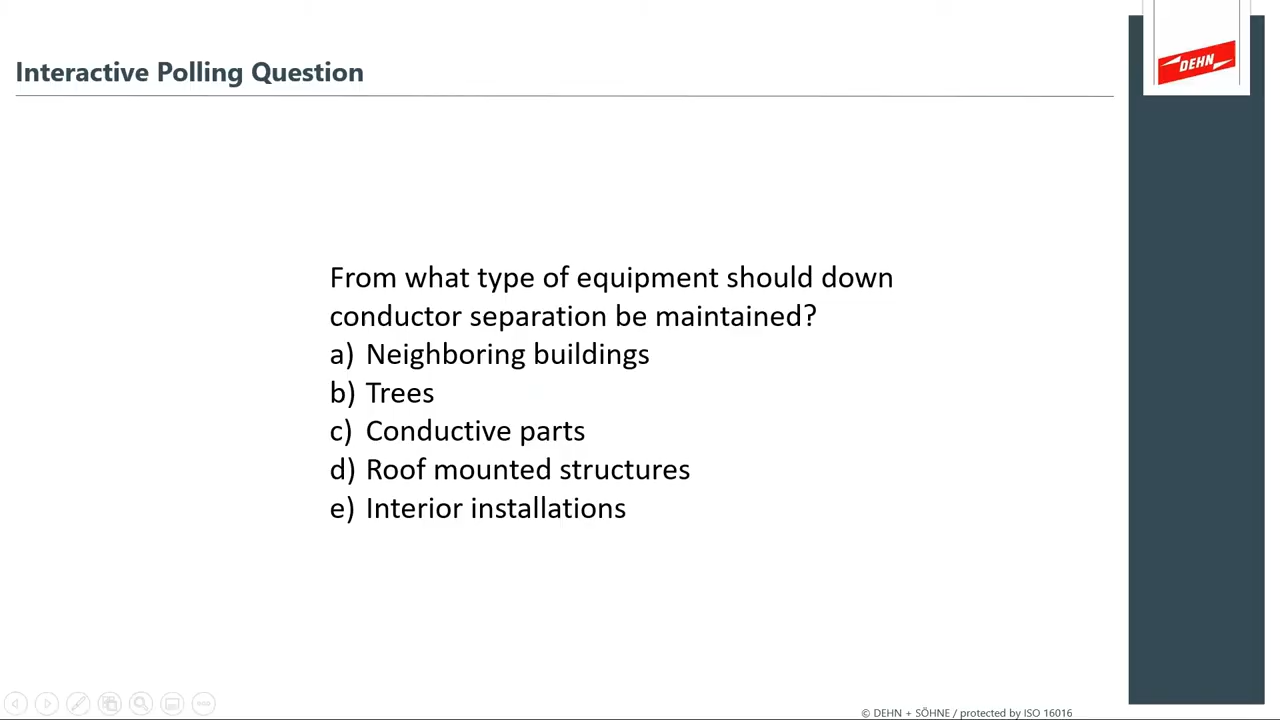 Interactive Polling Question
DEHN
From what type of equipment should down
conductor separation be maintained?
a) Neighboring buildings
b) Trees
c) Conductive parts
d) Roof mounted structures
e) Interior installations
© DEHN + SÖHNE / protected by ISO 16016